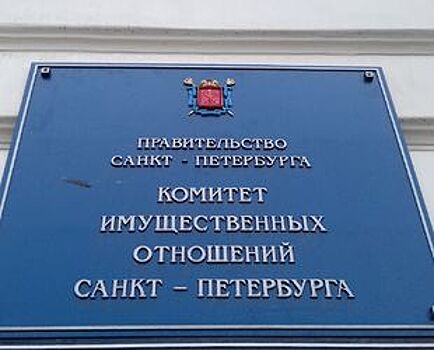 ПРАВИТЕЛЬСТВО
САНКТ - ПЕТЕРБУРГА
КОМИТЕТ
ИМУЩЕСТВЕННЫХ
ОТНОШЕНИЙ
САНКТ – ПЕТЕРБУРГА